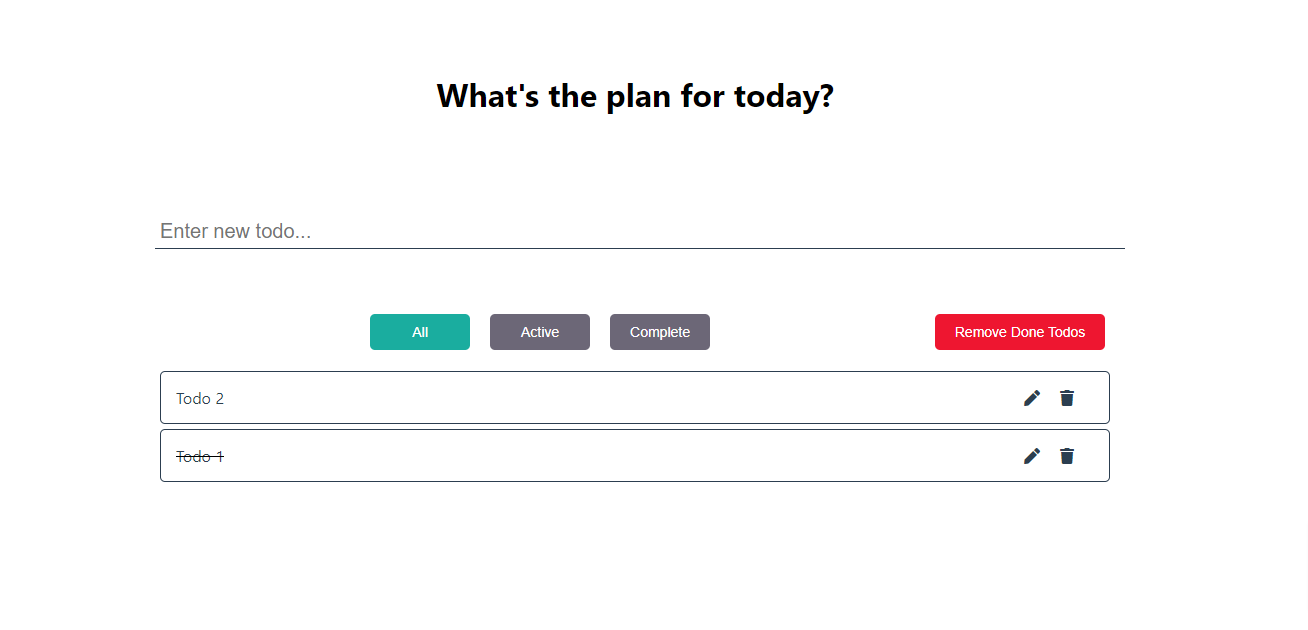 What's the plan for today?
Enter new todo...
All Active Complete Remove Done Todos
Todo 2
Todo 1